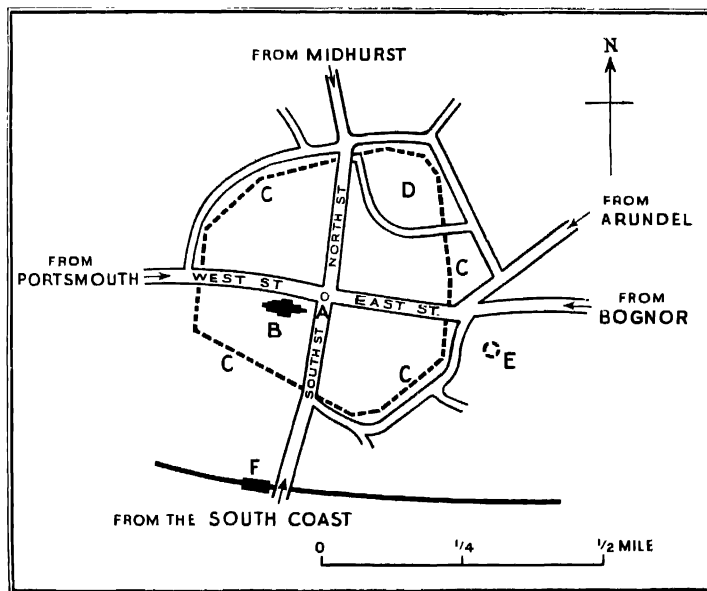 FROM MIDHURST
N
D
C
NORTH ST
FROM
ARUNDEL
C
FROM
PORTSMOUTH
WEST ST
EAST ST.
FROM
BOGNOR
A
B
SOUTH ST
E
C
C
F
FROM THE SOUTH COAST
0 1/4 1/2 MILE